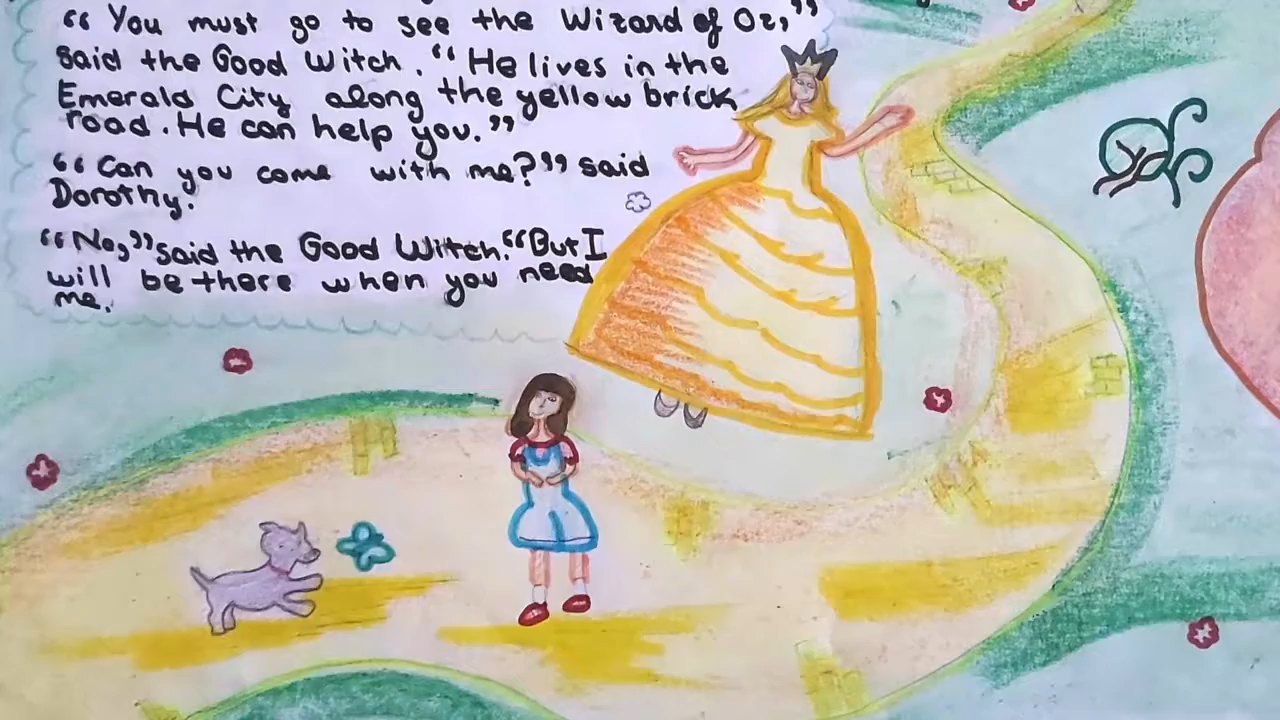 “ You must go to see the Wizard of Oz,”
said the Good Witch. “He lives in the
Emerald City along the yellow brick
road. He can help you.”
“Can you come with me?” said
Dorothy.
“No,” said the Good Witch. “But I
will be there when you need
me.